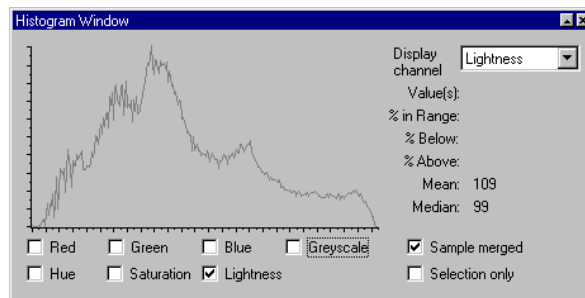 Histogram Window
Display channel Lightness
Value(s):
% in Range:
% Below:
% Above:
Mean: 109
Median: 99
Red Green Blue Greyscale Sample merged
Hue Saturation Lightness Selection only